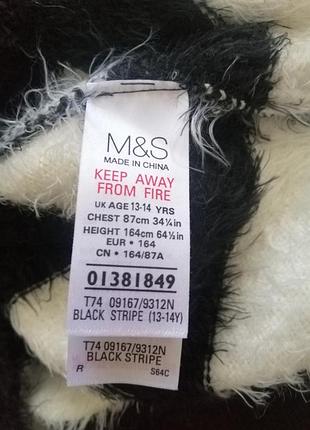 M&S
MADE IN CHINA
KEEP AWAY
FROM FIRE
UK AGE 13-14 YRS
CHEST 87cm 34¼in
HEIGHT 164cm 64½in
EUR • 164
CN • 164/87A
01381849
T74 09167/9312N
BLACK STRIPE (13-14Y)
T74 09167/9312N
BLACK STRIPE
R S64C